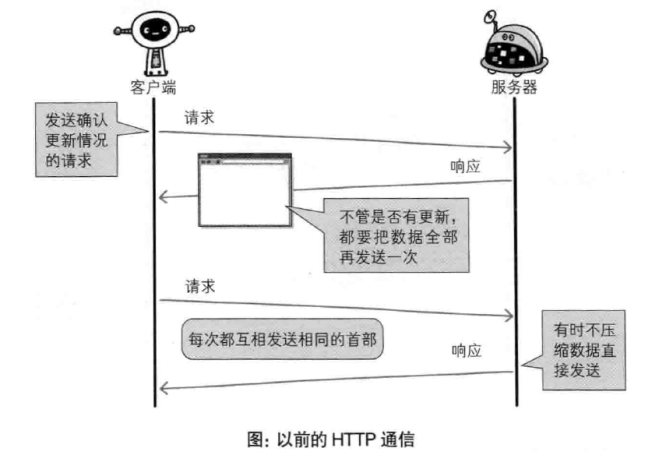 客户端
服务器
发送确认
更新情况
的请求
请求
响应
不管是否有更新，
都要把数据全部
再发送一次
请求
每次都互相发送相同的首部
响应
有时不压
缩数据直
接发送
图：以前的 HTTP 通信